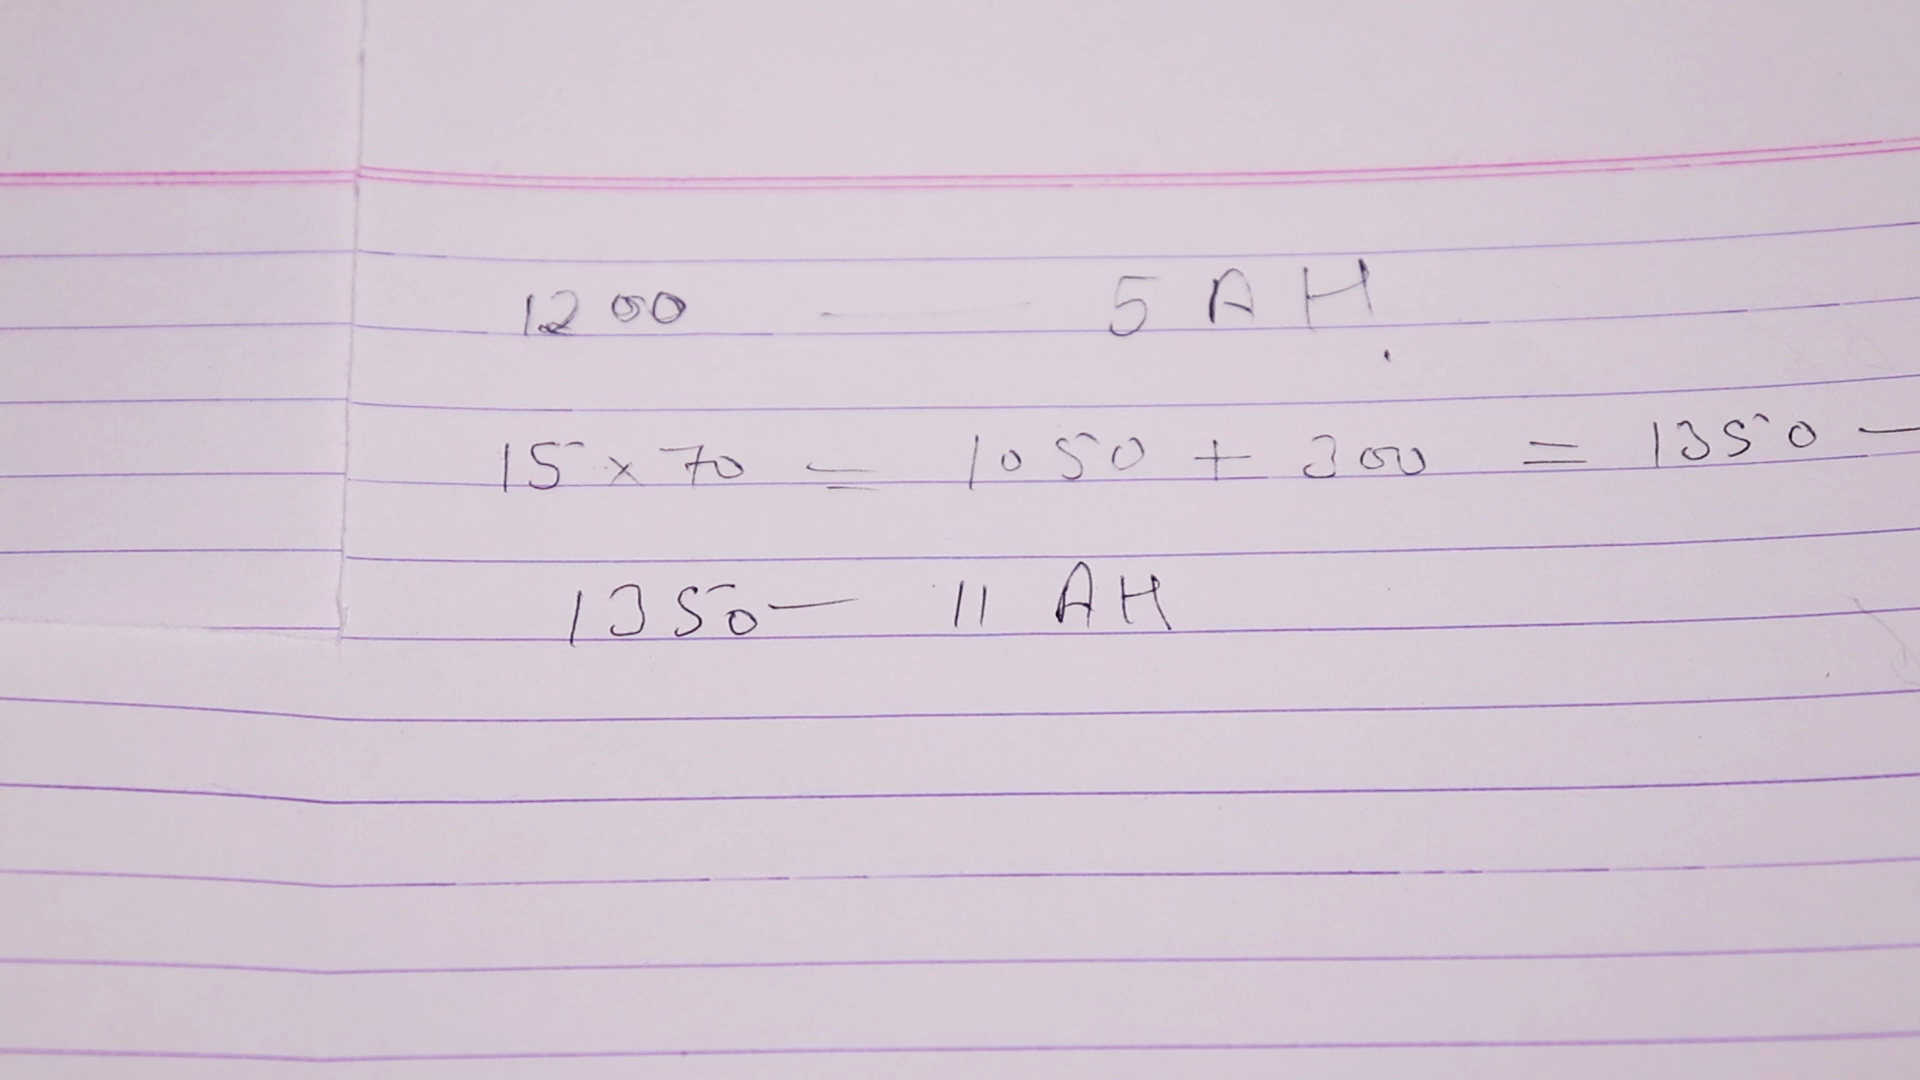 1200 — 5 AH.
15 x 70 = 1050 + 300 = 1350 —
1350 — 11 AH